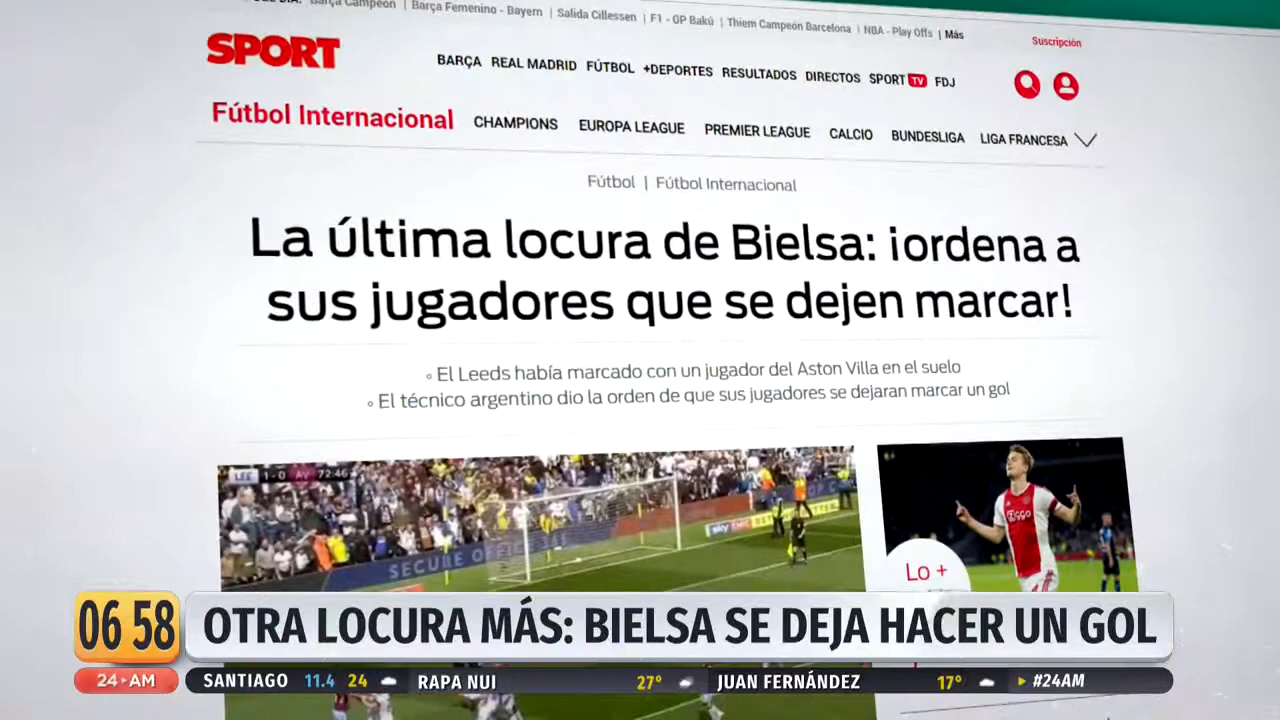 Barça Campeón | Barça Femenino - Bayern | Salida Cillessen | F1 - GP Bakú | Thiem Campeón Barcelona | NBA - Play Offs | Más
Suscripción
SPORT
BARÇA REAL MADRID FÚTBOL +DEPORTES RESULTADOS DIRECTOS SPORT TV FDJ
Fútbol Internacional CHAMPIONS EUROPA LEAGUE PREMIER LEAGUE CALCIO BUNDESLIGA LIGA FRANCESA
Fútbol | Fútbol Internacional
La última locura de Bielsa: ¡ordena a
sus jugadores que se dejen marcar!
El Leeds había marcado con un jugador del Aston Villa en el suelo
El técnico argentino dio la orden de que sus jugadores se dejaran marcar un gol
LEE 1-0 AV 72:46
sky bet
SECURE
Ziggo
Lo +
06 58
OTRA LOCURA MÁS: BIELSA SE DEJA HACER UN GOL
24 AM
SANTIAGO 11.4 24 RAPA NUI 27° JUAN FERNÁNDEZ 17° #24AM